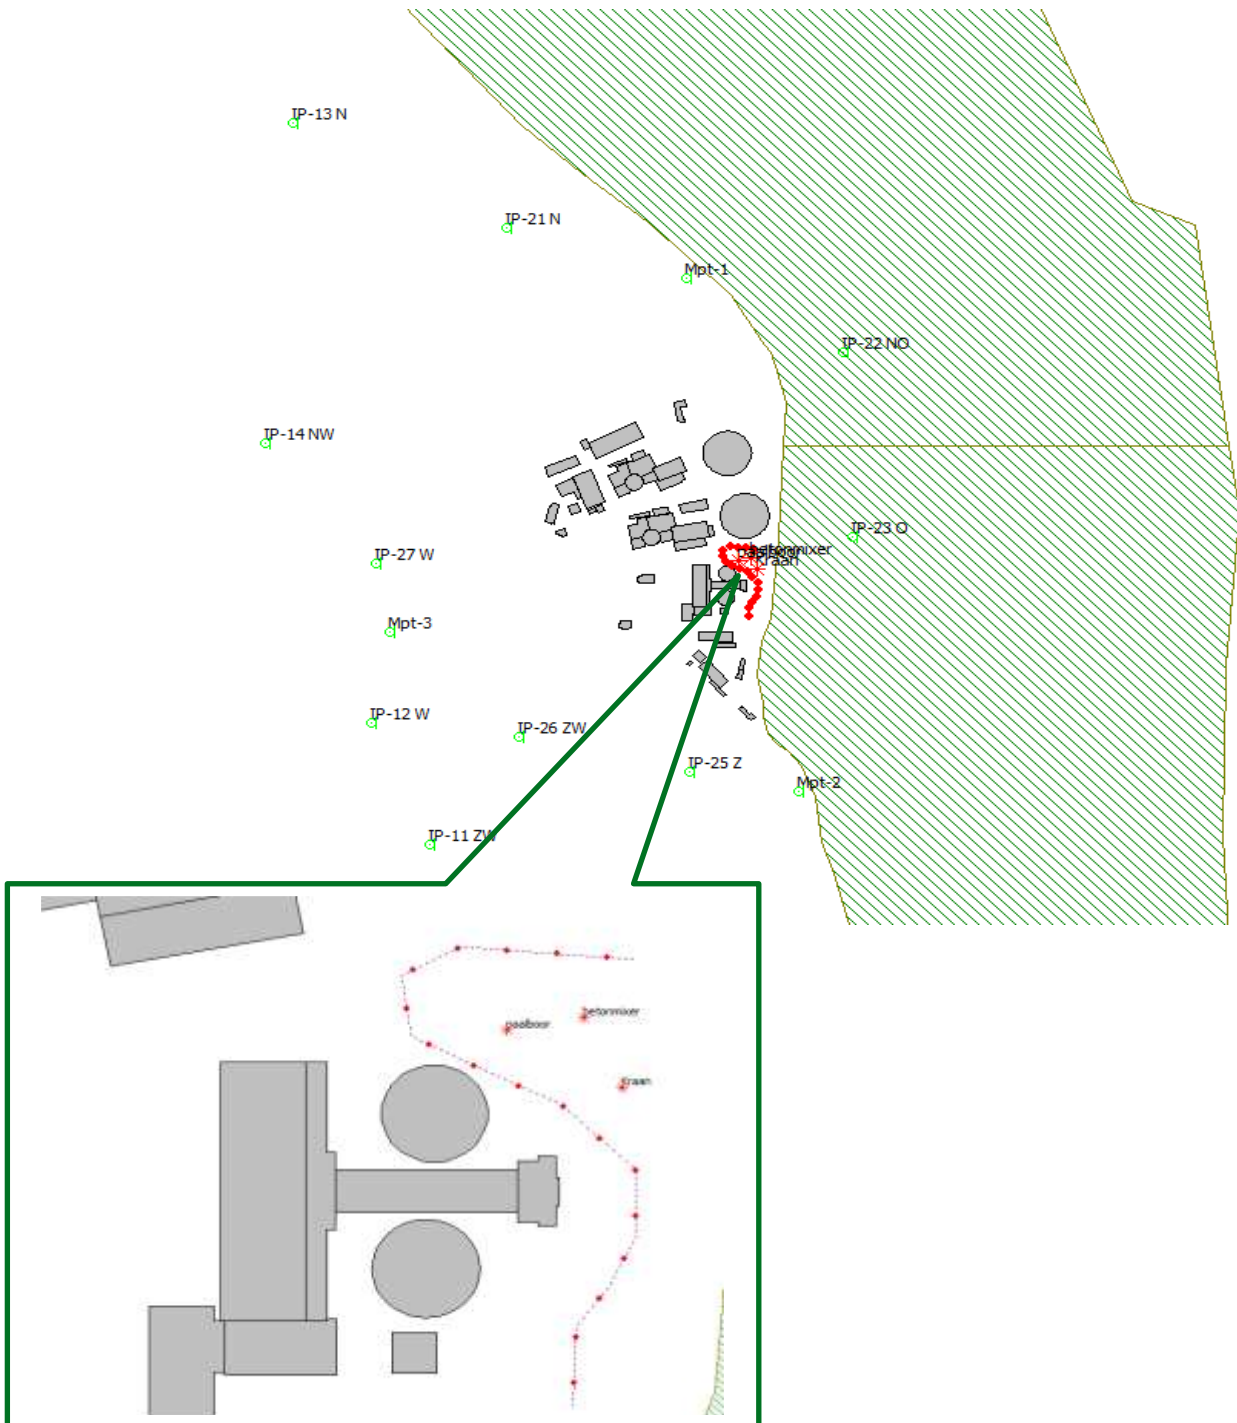 IP-13 N
IP-21 N
Mpt-1
IP-22 NO
IP-14 NW
IP-23 O
betonmixer
Kraan
IP-27 W
Mpt-3
IP-12 W
IP-26 ZW
IP-25 Z
Mpt-2
IP-11 ZW
betonmixer
paalboor
Kraan